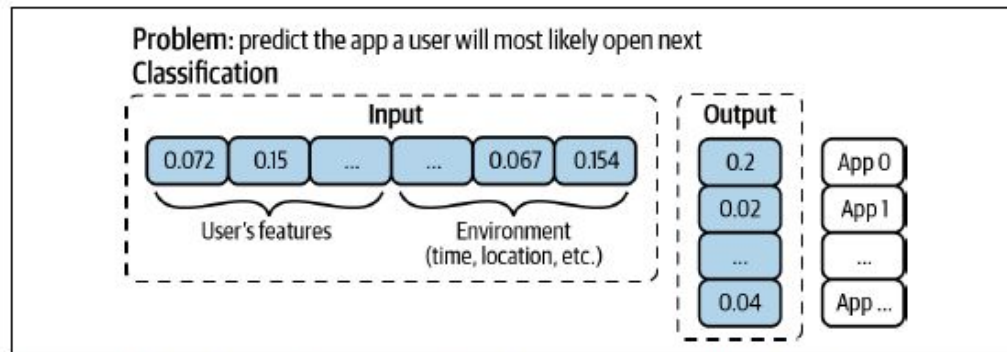 Problem: predict the app a user will most likely open next
Classification
Input
Output
0.072 0.15 ... ... 0.067 0.154
User's features
Environment
(time, location, etc.)
0.2 App 0
0.02 App 1
... ...
0.04 App ...